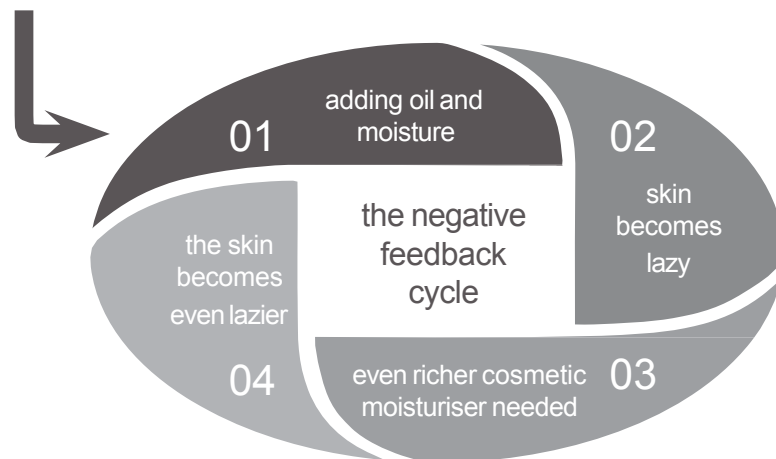 01
adding oil and
moisture
02
skin
becomes
lazy
the negative
feedback
cycle
03
even richer cosmetic
moisturiser needed
04
the skin
becomes
even lazier